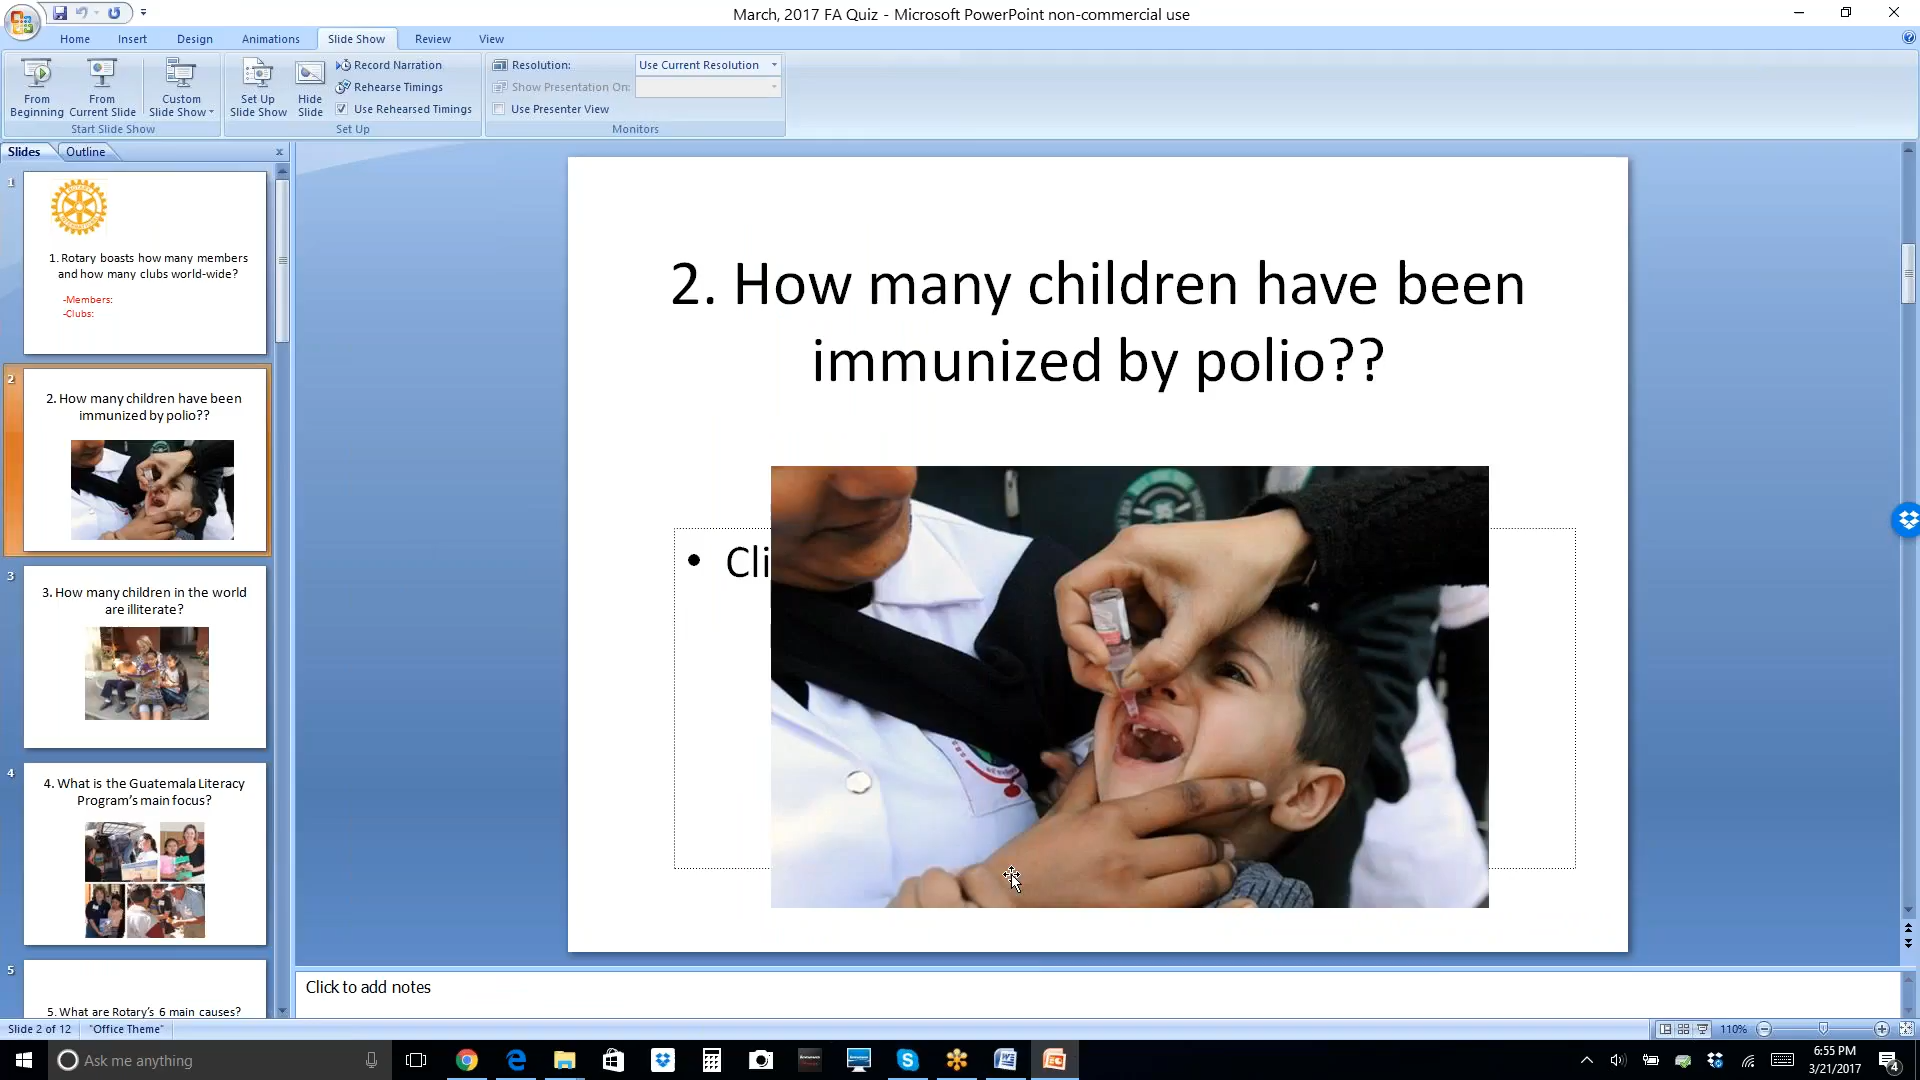 March, 2017 FA Quiz - Microsoft PowerPoint non-commercial use
Home Insert Design Animations Slide Show Review View
From Beginning
From Current Slide
Custom Slide Show
Start Slide Show
Set Up Slide Show
Hide Slide
Record Narration
Rehearse Timings
Use Rehearsed Timings
Set Up
Resolution: Use Current Resolution
Show Presentation On:
Use Presenter View
Monitors
Slides Outline
1
1. Rotary boasts how many members
and how many clubs world-wide?
-Members:
-Clubs:
2
2. How many children have been
immunized by polio??
3
3. How many children in the world
are illiterate?
4
4. What is the Guatemala Literacy
Program's main focus?
5
5. What are Rotary's 6 main causes?
2. How many children have been
immunized by polio??
• Cli
Click to add notes
Slide 2 of 12 "Office Theme" 110%
Ask me anything
6:55 PM
3/21/2017
4